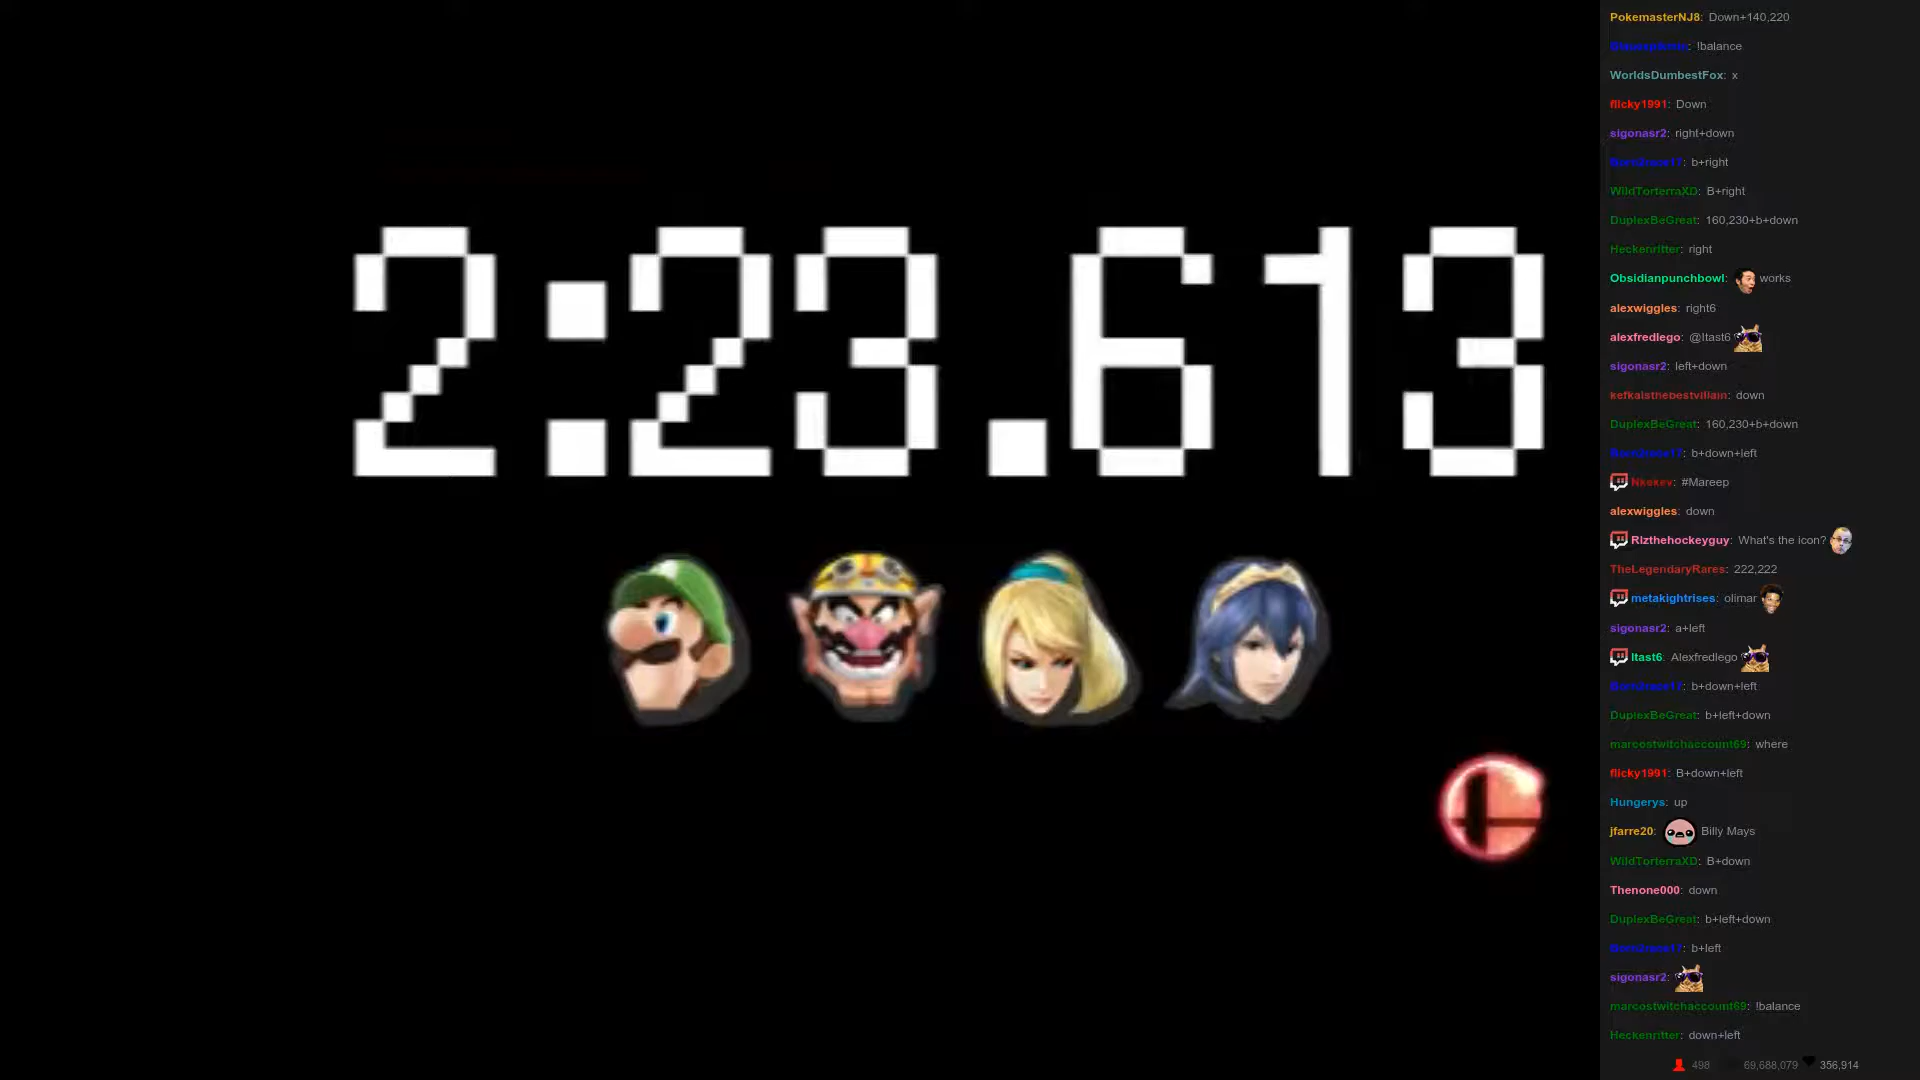 2:23.613
PokemasterNJ8: Down+140,220
!balance
WorldsDumbestFox: x
flicky1991: Down
sigonasr2: right+down
b+right
WildTorterraXD: B+right
DuplexBeGreat: 160,230+b+down
Heckenritter: right
Obsidianpunchbowl: works
alexwiggles: right6
alexfredlego: @ltast6
sigonasr2: left+down
kefkaisthebestvillain: down
DuplexBeGreat: 160,230+b+down
b+down+left
Nkekev: #Mareep
alexwiggles: down
Rizthehockeyguy: What's the icon?
TheLegendaryRares: 222,222
metakightrises: olimar
sigonasr2: a+left
ltast6: Alexfredlego
b+down+left
DuplexBeGreat: b+left+down
marcostwitchaccount69: where
flicky1991: B+down+left
Hungerys: up
jfarre20: Billy Mays
WildTorterraXD: B+down
Thenone000: down
DuplexBeGreat: b+left+down
b+left
sigonasr2:
marcostwitchaccount69: !balance
Heckenritter: down+left
498 69,688,079 356,914